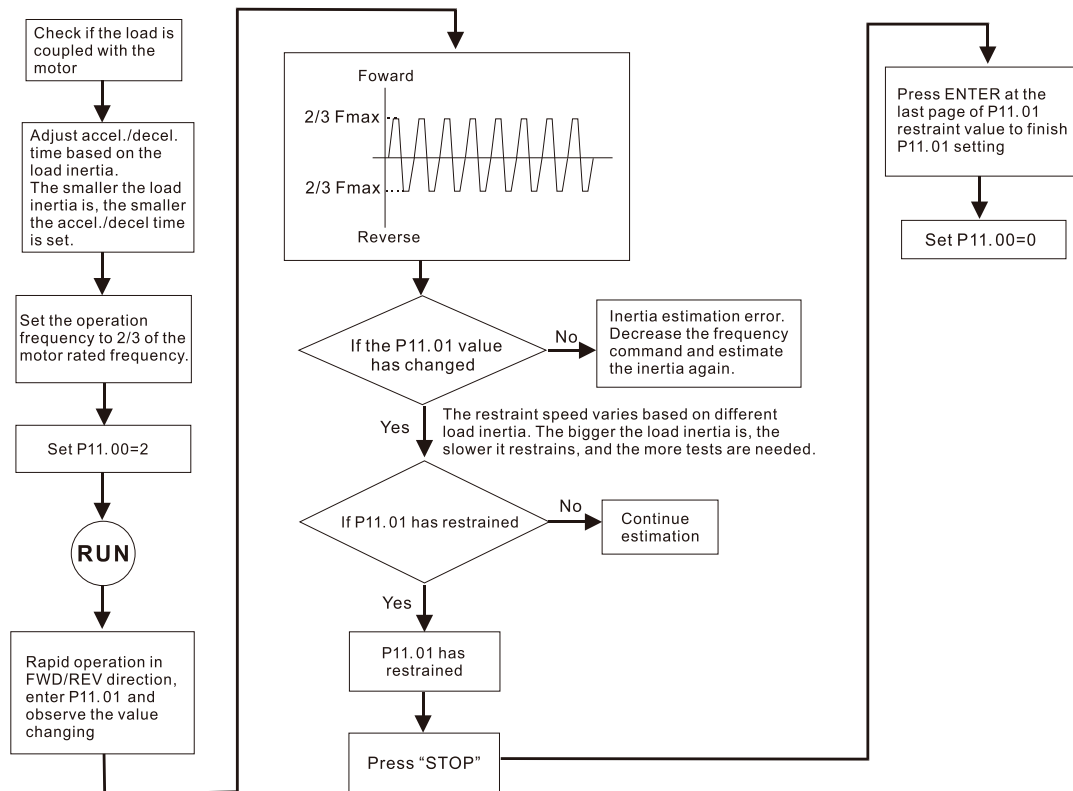 Check if the load is
coupled with the
motor
Adjust accel./decel.
time based on the
load inertia.
The smaller the load
inertia is, the smaller
the accel./decel time
is set.
Set the operation
frequency to 2/3 of the
motor rated frequency.
Set P11.00=2
RUN
Rapid operation in
FWD/REV direction,
enter P11.01 and
observe the value
changing
Foward
2/3 Fmax
2/3 Fmax
Reverse
If the P11.01 value
has changed
No
Inertia estimation error.
Decrease the frequency
command and estimate
the inertia again.
Yes
The restraint speed varies based on different
load inertia. The bigger the load inertia is, the
slower it restrains, and the more tests are needed.
If P11.01 has restrained
No
Continue
estimation
Yes
P11.01 has
restrained
Press “STOP”
Press ENTER at the
last page of P11.01
restraint value to finish
P11.01 setting
Set P11.00=0